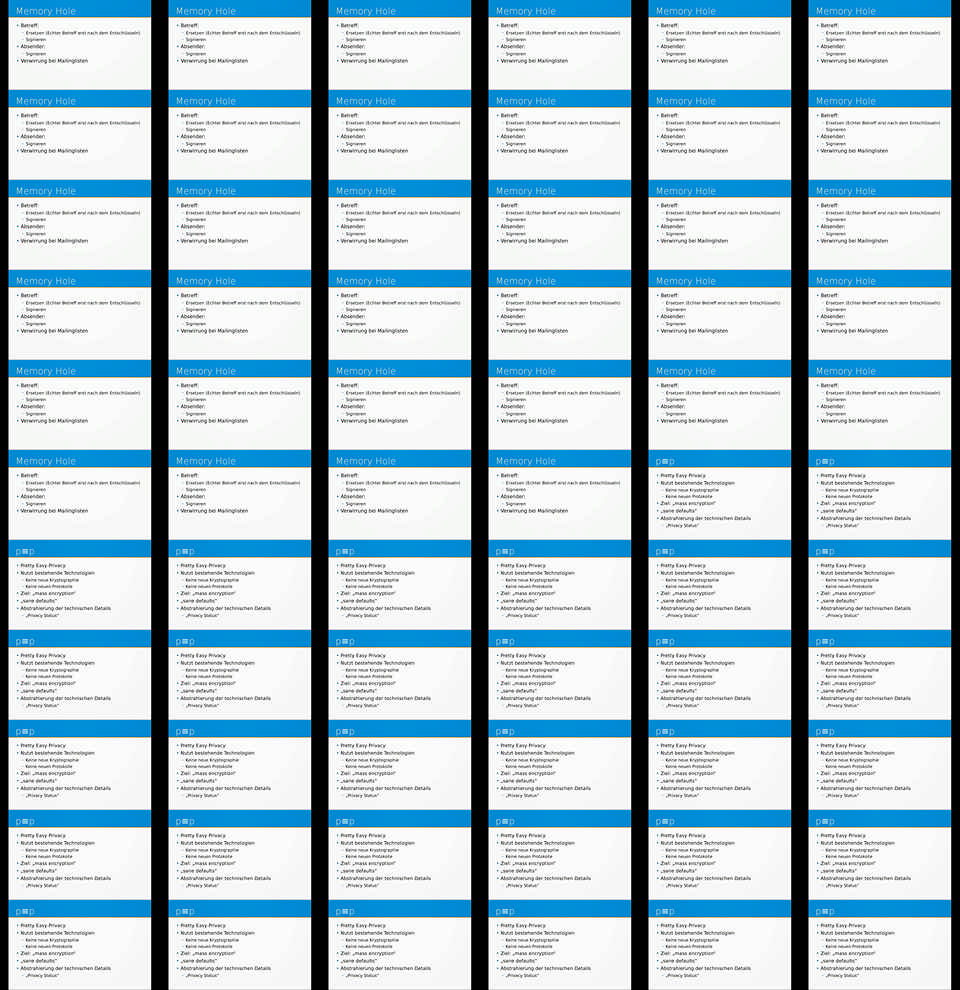 Memory Hole
Betreff:
Ersetzen (Echter Betreff erst nach dem Entschlüsseln)
Signieren
Absender:
Signieren
Verwirrung bei Mailinglisten
p≡p
Pretty Easy Privacy
Nutzt bestehende Technologien
Keine neue Kryptographie
Keine neuen Protokolle
Ziel: „mass encryption“
„sane defaults“
Abstrahierung der technischen Details
„Privacy Status“